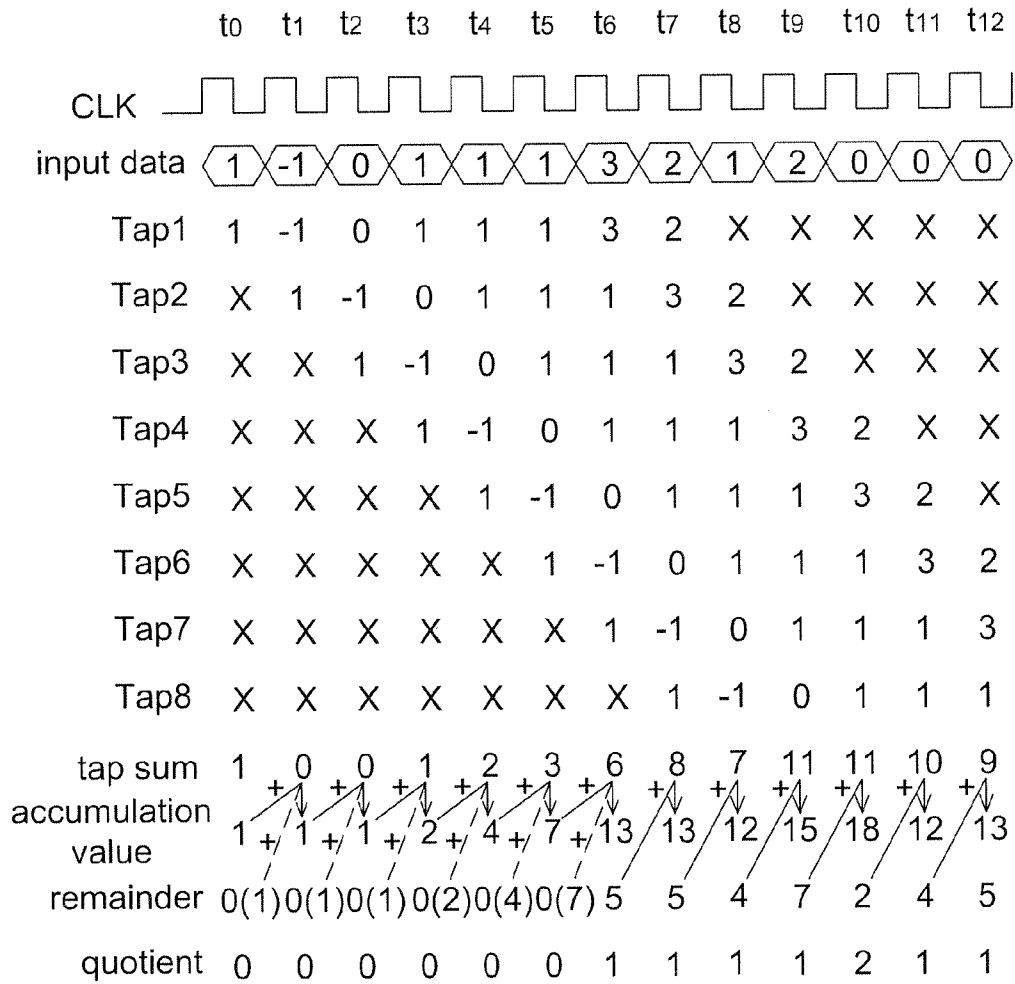 t0 t1 t2 t3 t4 t5 t6 t7 t8 t9 t10 t11 t12
CLK
input data 1 -1 0 1 1 1 3 2 1 2 0 0 0
Tap1 1 -1 0 1 1 1 3 2 X X X X X
Tap2 X 1 -1 0 1 1 1 3 2 X X X X
Tap3 X X 1 -1 0 1 1 1 3 2 X X X
Tap4 X X X 1 -1 0 1 1 1 3 2 X X
Tap5 X X X X 1 -1 0 1 1 1 3 2 X
Tap6 X X X X X 1 -1 0 1 1 1 3 2
Tap7 X X X X X X 1 -1 0 1 1 1 3
Tap8 X X X X X X X 1 -1 0 1 1 1
tap sum 1 0 0 1 2 3 6 8 7 11 11 10 9
+ + + + + + + + + + + +
accumulation value 1 + 1 + 1 + 2 + 4 + 7 + 13 13 12 15 18 12 13
remainder 0(1) 0(1) 0(1) 0(2) 0(4) 0(7) 5 5 4 7 2 4 5
quotient 0 0 0 0 0 0 1 1 1 1 2 1 1